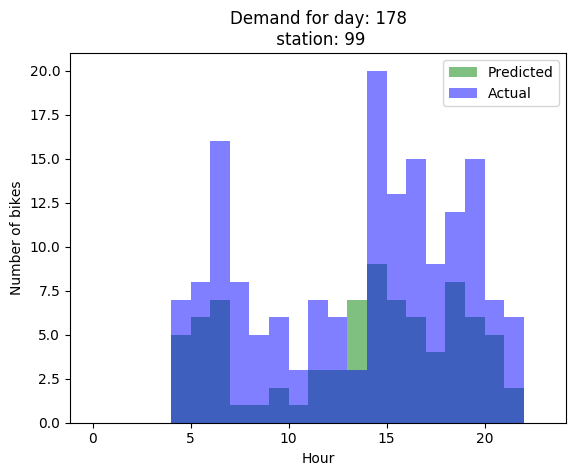 Demand for day: 178
station: 99
Predicted
Actual
20.0
17.5
15.0
12.5
10.0
7.5
5.0
2.5
0.0
Number of bikes
0 5 10 15 20
Hour